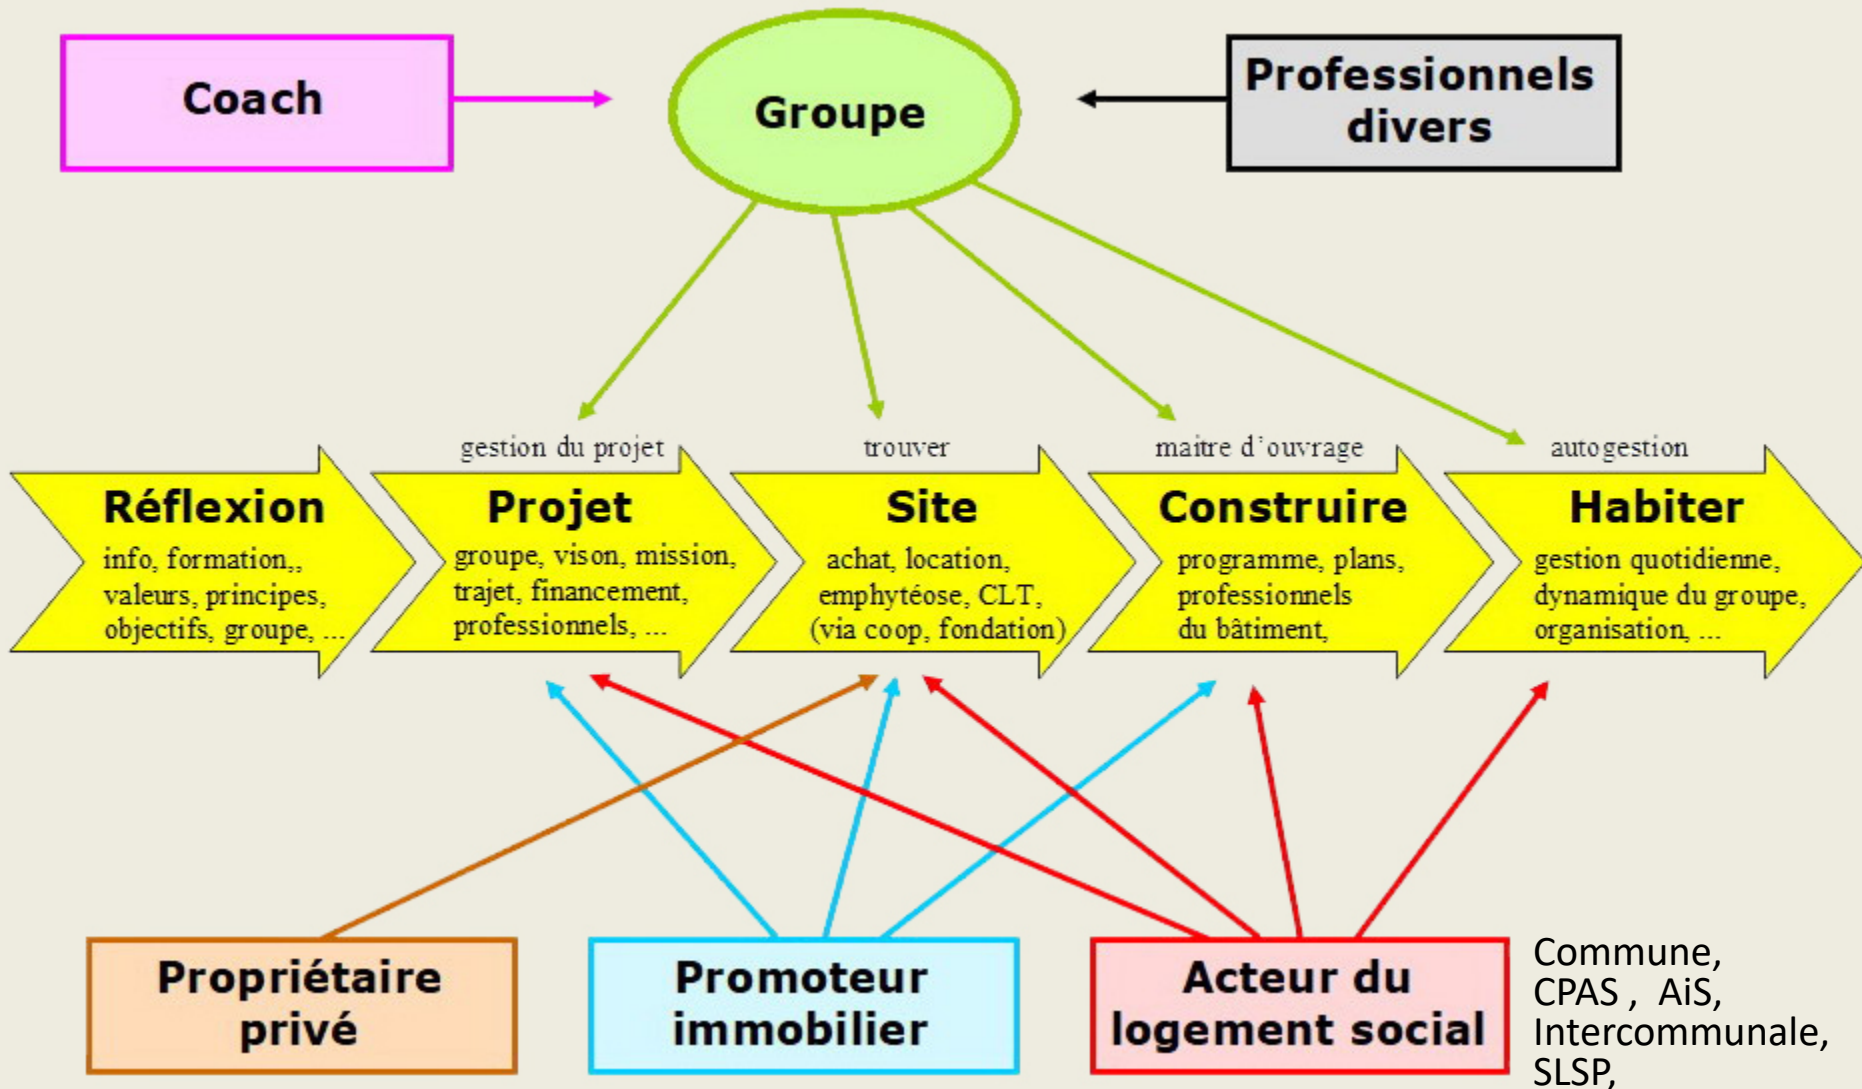 Coach
Groupe
Professionnels
divers
gestion du projet
trouver
maitre d'ouvrage
autogestion
Réflexion
info, formation,,
valeurs, principes,
objectifs, groupe, ...
Projet
groupe, vison, mission,
trajet, financement,
professionnels, ...
Site
achat, location,
emphytéose, CLT,
(via coop, fondation)
Construire
programme, plans,
professionnels
du bâtiment,
Habiter
gestion quotidienne,
dynamique du groupe,
organisation, ...
Propriétaire
privé
Promoteur
immobilier
Acteur du
logement social
Commune,
CPAS , AiS,
Intercommunale,
SLSP,